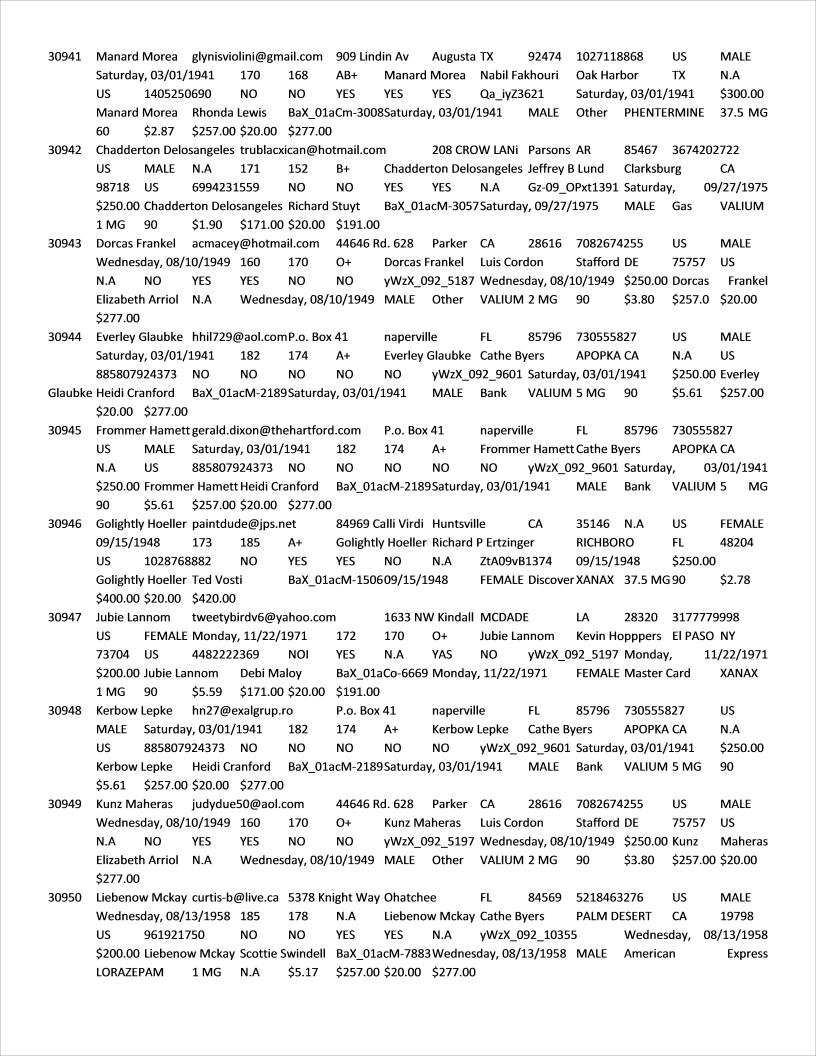 30941 Manard Morea glynisviolini@gmail.com 909 Lindin Av Augusta TX 92474 1027118868 US MALE
Saturday, 03/01/1941 170 168 AB+ Manard Morea Nabil Fakhouri Oak Harbor TX N.A
US 1405250690 NO NO YES YES YES Qa_iyZ3621 Saturday, 03/01/1941 $300.00
Manard Morea Rhonda Lewis BaX_01aCm-3008Saturday, 03/01/1941 MALE Other PHENTERMINE 37.5 MG
60 $2.87 $257.00 $20.00 $277.00
30942 Chadderton Delosangeles trublacxican@hotmail.com 208 CROW LANi Parsons AR 85467 3674202722
US MALE N.A 171 152 B+ Chadderton Delosangeles Jeffrey B Lund Clarksburg CA
98718 US 6994231559 NO NO YES YES N.A Gz-09_OPxt1391 Saturday, 09/27/1975
$250.00 Chadderton Delosangeles Richard Stuyt BaX_01acM-3057Saturday, 09/27/1975 MALE Gas VALIUM
1 MG 90 $1.90 $171.00 $20.00 $191.00
30943 Dorcas Frankel acmacey@hotmail.com 44646 Rd. 628 Parker CA 28616 7082674255 US MALE
Wednesday, 08/10/1949 160 170 O+ Dorcas Frankel Luis Cordon Stafford DE 75757 US
N.A NO YES YES NO NO yWzX_092_5187 Wednesday, 08/10/1949 $250.00 Dorcas Frankel
Elizabeth Arriol N.A Wednesday, 08/10/1949 MALE Other VALIUM 2 MG 90 $3.80 $257.0 $20.00
$277.00
30944 Everley Glaubke hhil729@aol.comP.o. Box 41 naperville FL 85796 730555827 US MALE
Saturday, 03/01/1941 182 174 A+ Everley Glaubke Cathe Byers APOPKA CA N.A US
885807924373 NO NO NO NO NO yWzX_092_9601 Saturday, 03/01/1941 $250.00 Everley
Glaubke Heidi Cranford BaX_01acM-2189Saturday, 03/01/1941 MALE Bank VALIUM 5 MG 90 $5.61 $257.00
$20.00 $277.00
30945 Frommer Hamett gerald.dixon@thehartford.com P.o. Box 41 naperville FL 85796 730555827
US MALE Saturday, 03/01/1941 182 174 A+ Frommer Hamett Cathe Byers APOPKA CA
N.A US 885807924373 NO NO NO NO NO yWzX_092_9601 Saturday, 03/01/1941
$250.00 Frommer Hamett Heidi Cranford BaX_01acM-2189Saturday, 03/01/1941 MALE Bank VALIUM 5 MG
90 $5.61 $257.00 $20.00 $277.00
30946 Golightly Hoeller paintdude@jps.net 84969 Calli Virdi Huntsville CA 35146 N.A US FEMALE
09/15/1948 173 185 A+ Golightly Hoeller Richard P Ertzinger RICHBORO FL 48204
US 1028768882 NO YES YES NO N.A ZtA09vB1374 09/15/1948 $250.00
Golightly Hoeller Ted Vosti BaX_01acM-150609/15/1948 FEMALE Discover XANAX 37.5 MG 90 $2.78
$400.00 $20.00 $420.00
30947 Jubie Lannom tweetybirdv6@yahoo.com 1633 NW Kindall MCDADE LA 28320 3177779998
US FEMALE Monday, 11/22/1971 172 170 O+ Jubie Lannom Kevin Hopppers El PASO NY
73704 US 4482222369 NOI YES N.A YAS NO yWzX_092_5197 Monday, 11/22/1971
$200.00 Jubie Lannom Debi Maloy BaX_01aCo-6669 Monday, 11/22/1971 FEMALE Master Card XANAX
1 MG 90 $5.59 $171.00 $20.00 $191.00
30948 Kerbow Lepke hn27@exalgrup.ro P.o. Box 41 naperville FL 85796 730555827 US
MALE Saturday, 03/01/1941 182 174 A+ Kerbow Lepke Cathe Byers APOPKA CA N.A
US 885807924373 NO NO NO NO NO yWzX_092_9601 Saturday, 03/01/1941 $250.00
Kerbow Lepke Heidi Cranford BaX_01acM-2189Saturday, 03/01/1941 MALE Bank VALIUM 5 MG 90
$5.61 $257.00 $20.00 $277.00
30949 Kunz Maheras judydue50@aol.com 44646 Rd. 628 Parker CA 28616 7082674255 US MALE
Wednesday, 08/10/1949 160 170 O+ Kunz Maheras Luis Cordon Stafford DE 75757 US
N.A NO YES YES NO NO yWzX_092_5197 Wednesday, 08/10/1949 $250.00 Kunz Maheras
Elizabeth Arriol N.A Wednesday, 08/10/1949 MALE Other VALIUM 2 MG 90 $3.80 $257.00 $20.00
$277.00
30950 Liebenow Mckay curtis-b@live.ca 5378 Knight Way Ohatchee FL 84569 5218463276 US MALE
Wednesday, 08/13/1958 185 178 N.A Liebenow Mckay Cathe Byers PALM DESERT CA 19798
US 961921750 NO NO YES YES N.A yWzX_092_10355 Wednesday, 08/13/1958
$200.00 Liebenow Mckay Scottie Swindell BaX_01acM-7883Wednesday, 08/13/1958 MALE American Express
LORAZEPAM 1 MG N.A $5.17 $257.00 $20.00 $277.00